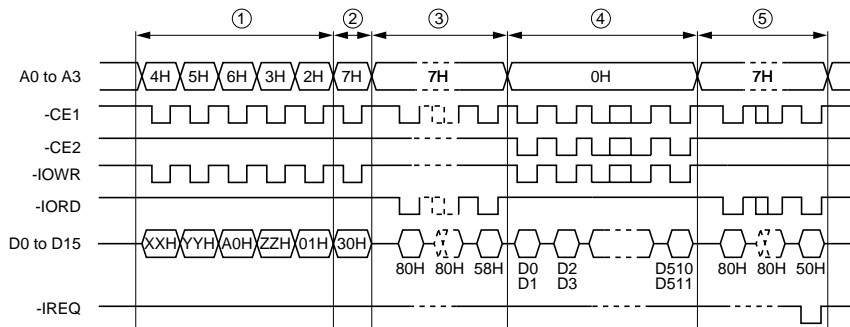 ① ② ③ ④ ⑤
A0 to A3 4H 5H 6H 3H 2H 7H 7H 0H 7H
-CE1
-CE2
-IOWR
-IORD
D0 to D15 XXH YYH A0H ZZH 01H 30H
80H 80H 58H D0 D2 D510 80H 80H 50H
D1 D3 D511
-IREQ